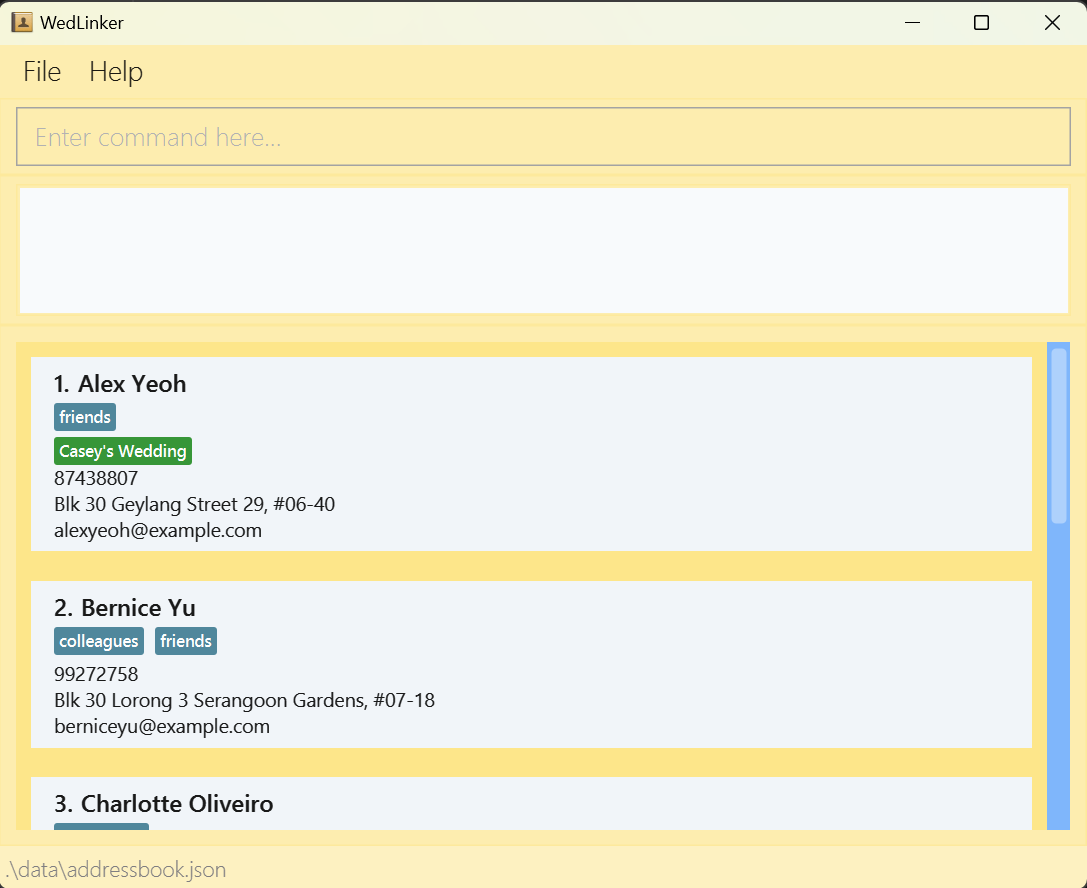 WedLinker
File Help
Enter command here...
1. Alex Yeoh
friends
Casey's Wedding
87438807
Blk 30 Geylang Street 29, #06-40
alexyeoh@example.com
2. Bernice Yu
colleagues friends
99272758
Blk 30 Lorong 3 Serangoon Gardens, #07-18
berniceyu@example.com
3. Charlotte Oliveiro
.\data\addressbook.json